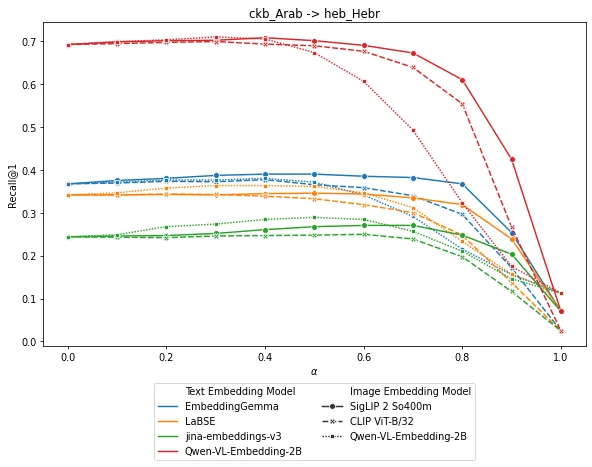 ckb_Arab -> heb_Hebr
Recall@1
0.7
0.6
0.5
0.4
0.3
0.2
0.1
0.0
0.0 0.2 0.4 0.6 0.8 1.0
α
Text Embedding Model Image Embedding Model
EmbeddingGemma SigLIP 2 So400m
LaBSE CLIP ViT-B/32
jina-embeddings-v3 Qwen-VL-Embedding-2B
Qwen-VL-Embedding-2B